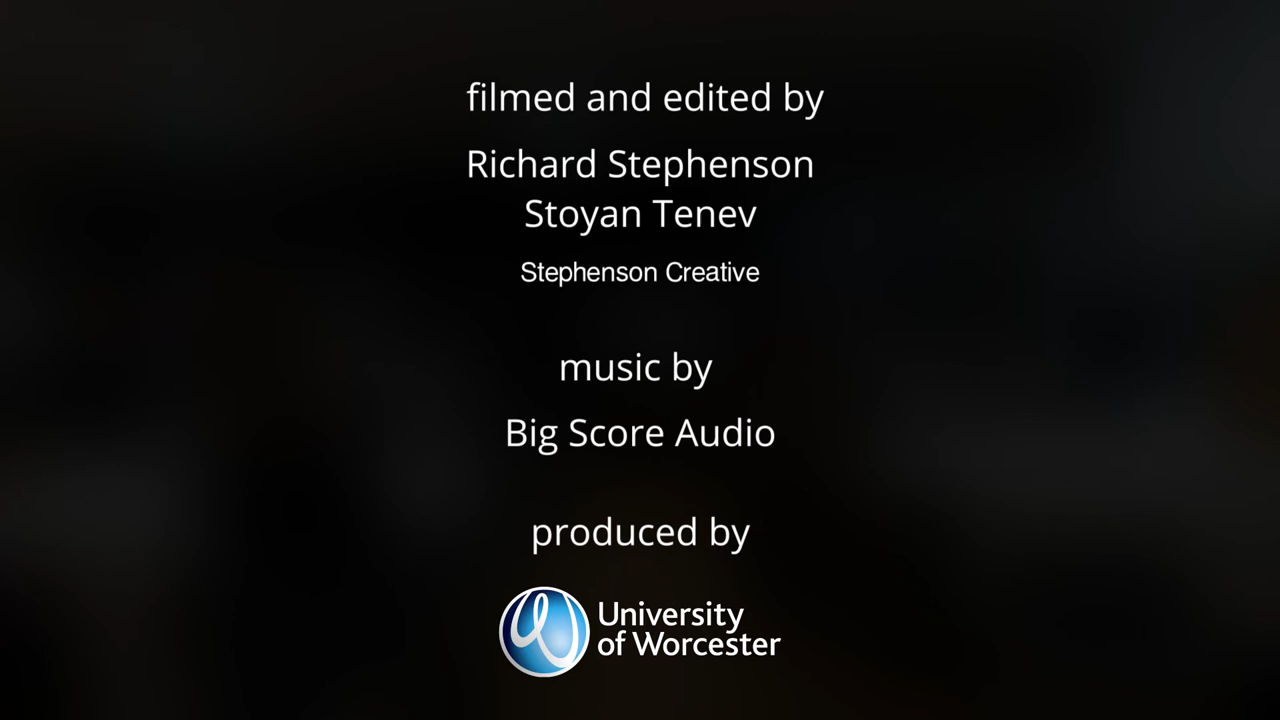 filmed and edited by
Richard Stephenson
Stoyan Tenev
Stephenson Creative
music by
Big Score Audio
produced by
University
of Worcester